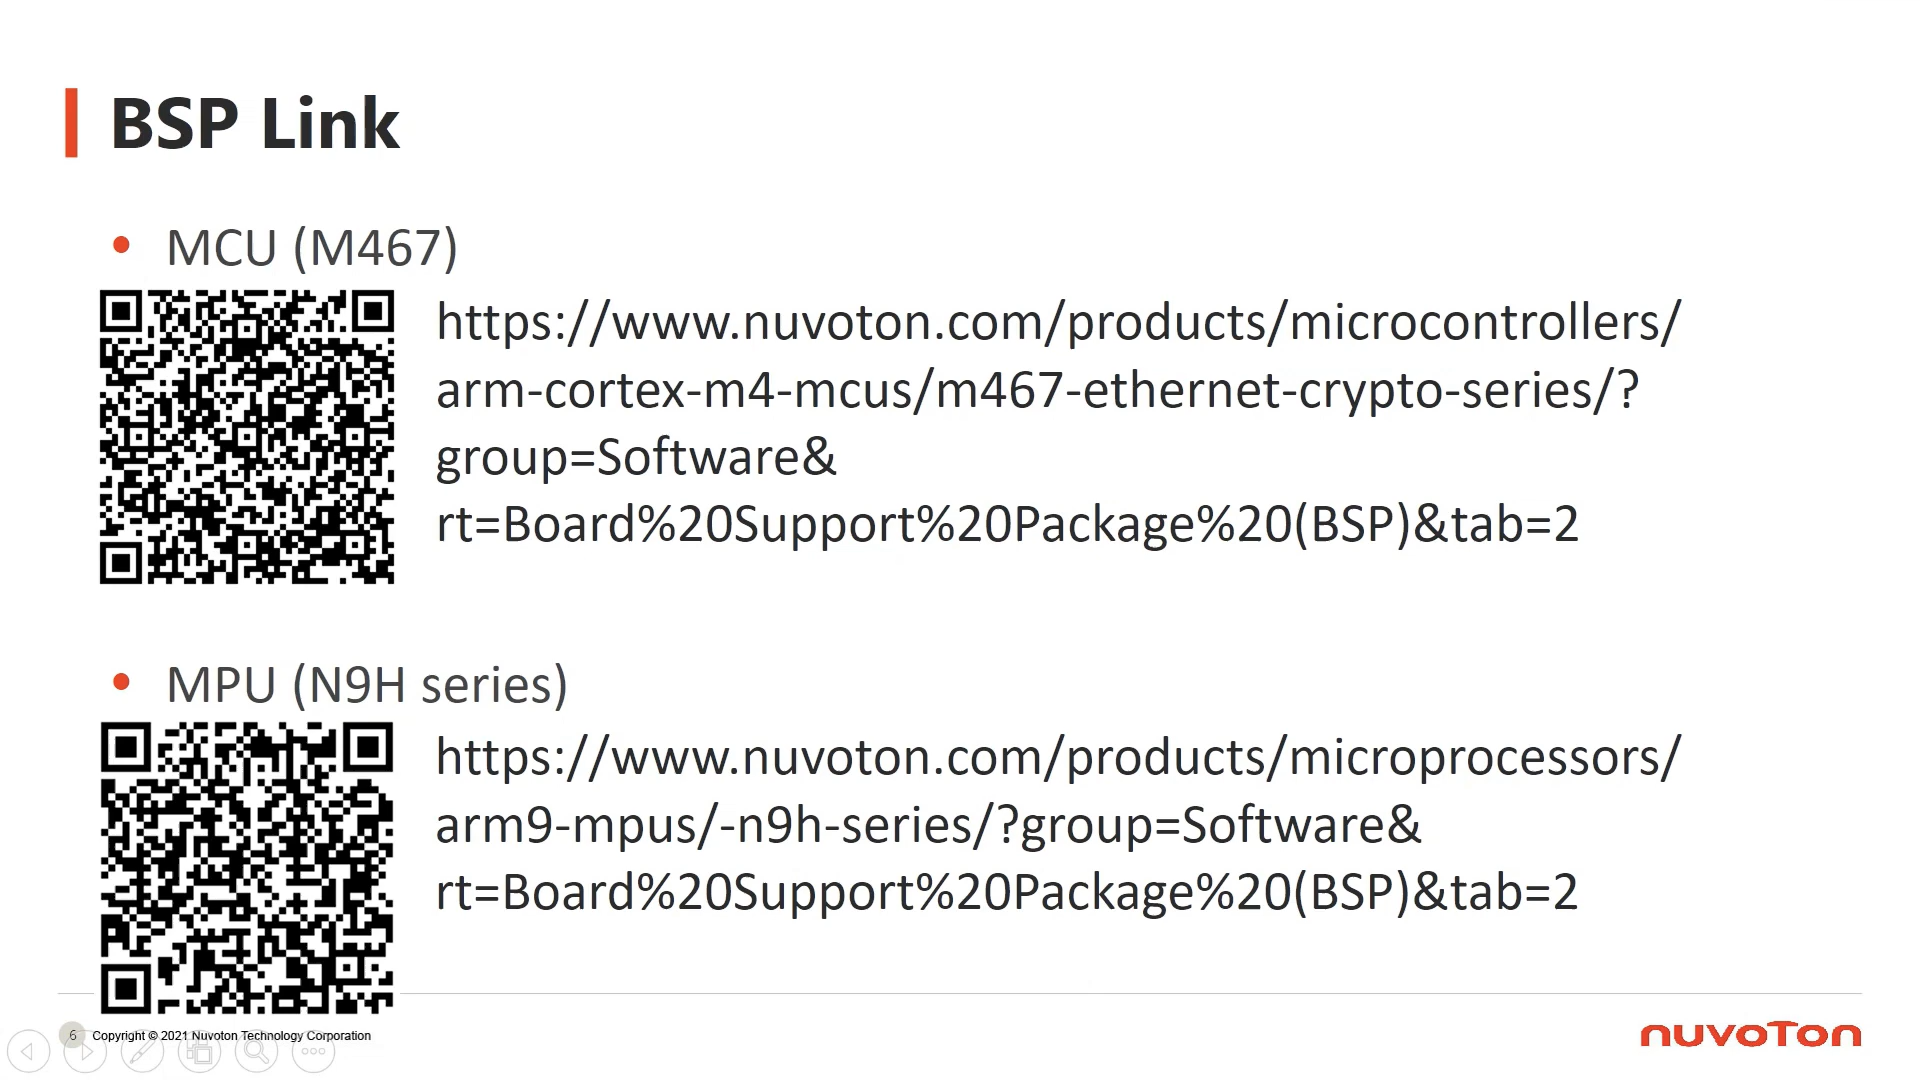 BSP Link
• MCU (M467)
https://www.nuvoton.com/products/microcontrollers/
arm-cortex-m4-mcus/m467-ethernet-crypto-series/?
group=Software&
rt=Board%20Support%20Package%20(BSP)&tab=2
• MPU (N9H series)
https://www.nuvoton.com/products/microprocessors/
arm9-mpus/-n9h-series/?group=Software&
rt=Board%20Support%20Package%20(BSP)&tab=2
6 Copyright © 2021 Nuvoton Technology Corporation
nuvoTon